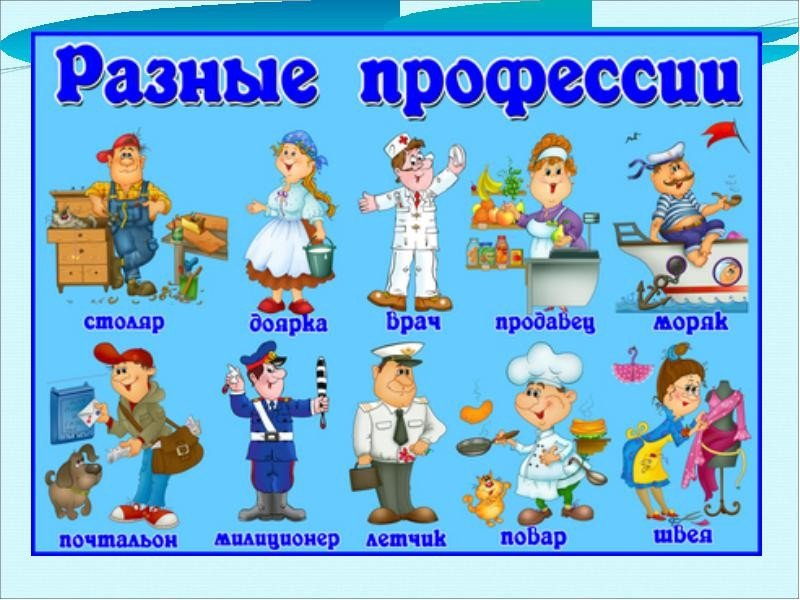 Разные профессии
столяр доярка врач продавец моряк
почтальон милиционер летчик повар швея